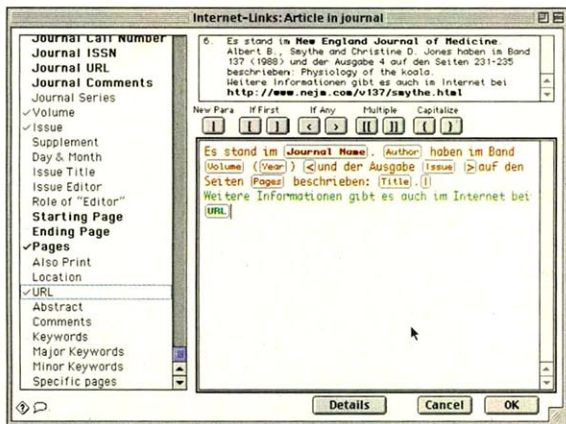 Internet-Links: Article in journal
Journal Call Number
Journal ISSN
Journal URL
Journal Comments
Journal Series
✓Volume
✓Issue
Supplement
Day & Month
Issue Title
Issue Editor
Role of "Editor"
Starting Page
Ending Page
✓Pages
Also Print
Location
✓URL
Abstract
Comments
Keywords
Major Keywords
Minor Keywords
Specific pages
6. Es stand im New England Journal of Medicine.
Albert B., Smythe and Christine D. Jones haben im Band
137 (1988) und der Ausgabe 4 auf den Seiten 231-235
beschrieben: Physiology of the koala.
Weitere Informationen gibt es auch im Internet bei
http://www.nejm.com/v137/smythe.html
New Para If First If Any Multiple Capitalize
| [ ] < > [[ ]] { }
Es stand im Journal Name. Author haben im Band
Volume (Year) <und der Ausgabe Issue >auf den
Seiten Pages beschrieben: Title.|
Weitere Informationen gibt es auch im Internet bei
URL
Details Cancel OK